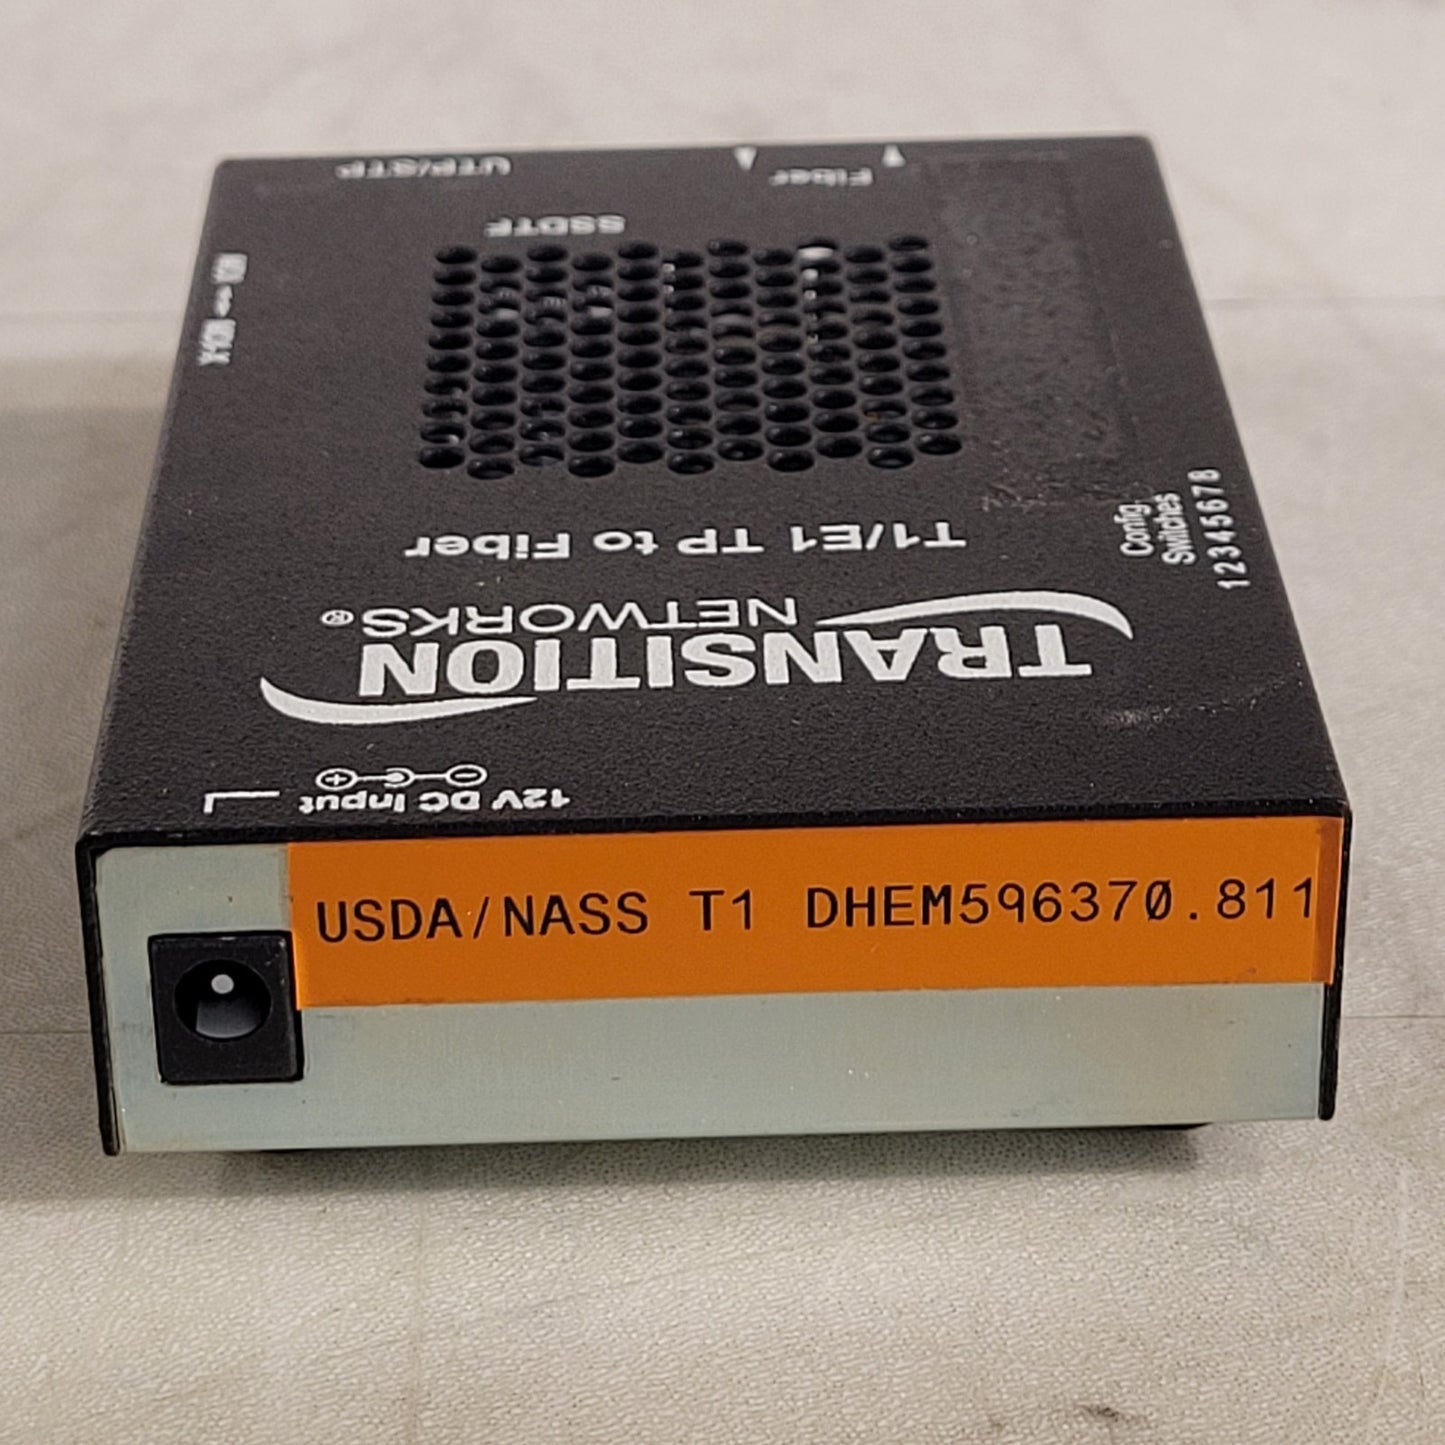 UTP/STP
Fiber
SSDTF
Config.
Switches
12345678
T1/E1 TP to Fiber
TRANSITION
NETWORKS®
12V DC Input
USDA/NASS T1 DHEM596370.811